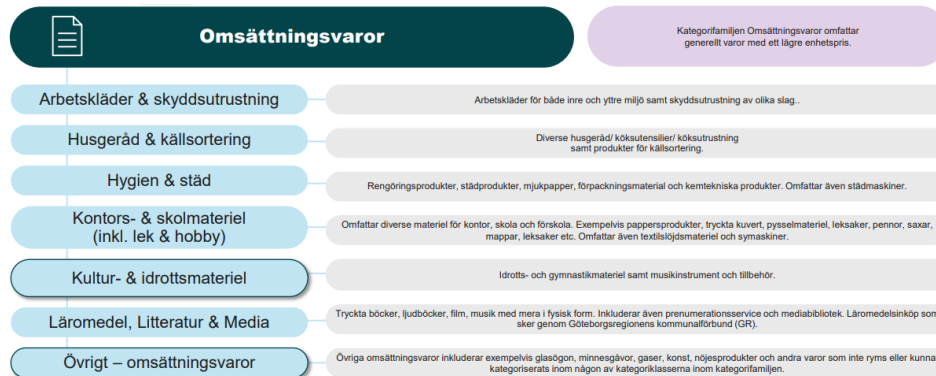 Omsättningsvaror
Kategorifamiljen Omsättningsvaror omfattar
generellt varor med ett lägre enhetspris.
Arbetskläder & skyddsutrustning
Arbetskläder för både inre och yttre miljö samt skyddsutrustning av olika slag..
Husgeråd & källsortering
Diverse husgeråd/ köksutensilier/ köksutrustning
samt produkter för källsortering.
Hygien & städ
Rengöringsprodukter, städprodukter, mjukpapper, förpackningsmaterial och kemtekniska produkter. Omfattar även städmaskiner.
Kontors- & skolmateriel
(inkl. lek & hobby)
Omfattar diverse materiel för kontor, skola och förskola. Exempelvis pappersprodukter, tryckta kuvert, pysselmateriel, leksaker, pennor, saxar,
mappar, leksaker etc. Omfattar även textilslöjdsmateriel och symaskiner.
Kultur- & idrottsmateriel
Idrotts- och gymnastikmateriel samt musikinstrument och tillbehör.
Läromedel, Litteratur & Media
Tryckta böcker, ljudböcker, film, musik med mera i fysisk form. Inkluderar även prenumerationsservice och mediabibliotek. Läromedelsinköp som
sker genom Göteborgsregionens kommunalförbund (GR).
Övrigt – omsättningsvaror
Övriga omsättningsvaror inkluderar exempelvis glasögon, minnesgåvor, gaser, konst, nöjesprodukter och andra varor som inte ryms eller kunnat
kategoriserats inom någon av kategoriklasserna inom kategorifamiljen.